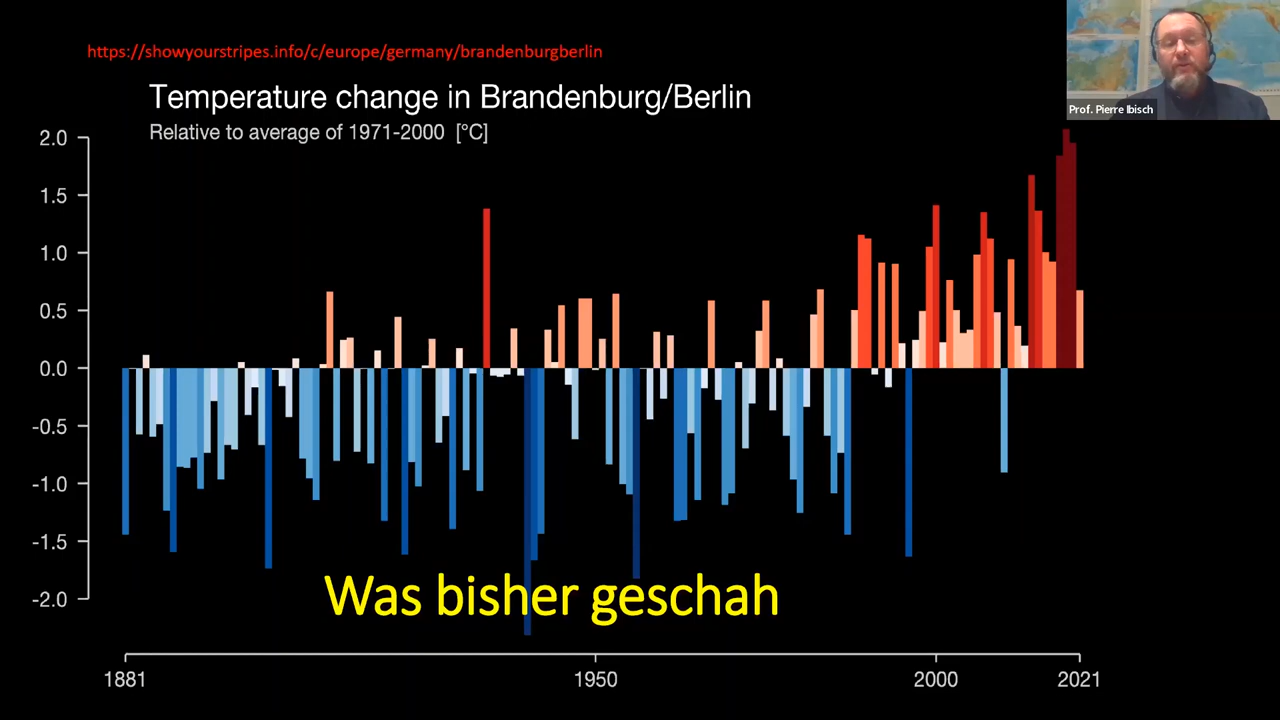 https://showyourstripes.info/c/europe/germany/brandenburgberlin
Temperature change in Brandenburg/Berlin
Relative to average of 1971-2000 [°C]
Prof. Pierre Ibisch
2.0
1.5
1.0
0.5
0.0
-0.5
-1.0
-1.5
-2.0
Was bisher geschah
1881 1950 2000 2021